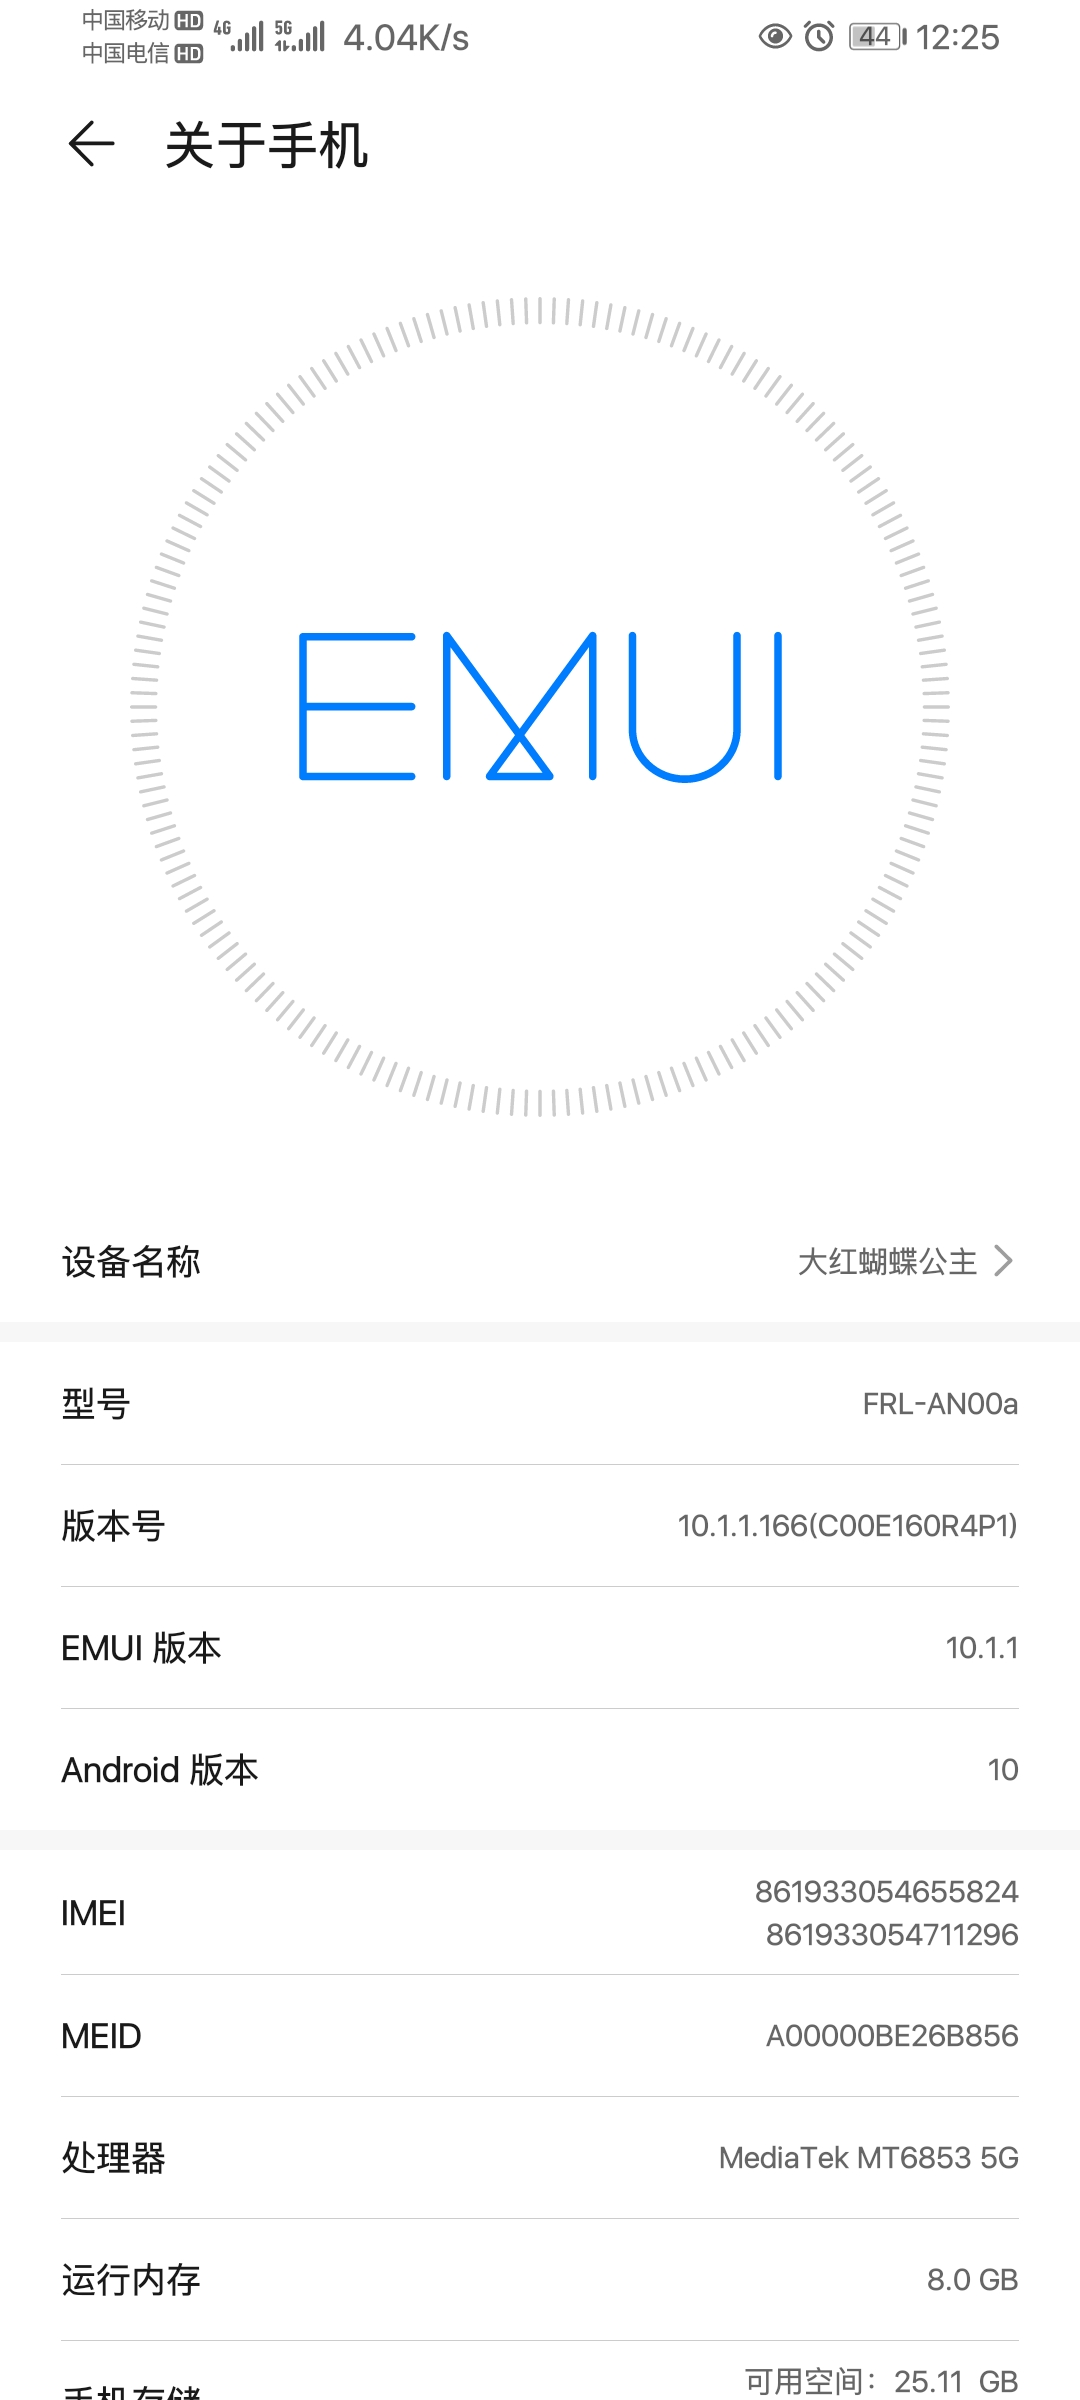 中国移动 HD 4G 5G 4.04K/s 44 12:25
中国电信 HD
关于手机
EMUI
设备名称 大红蝴蝶公主
型号 FRL-AN00a
版本号 10.1.1.166(C00E160R4P1)
EMUI 版本 10.1.1
Android 版本 10
IMEI 861933054655824
861933054711296
MEID A00000BE26B856
处理器 MediaTek MT6853 5G
运行内存 8.0 GB
手机存储 可用空间：25.11 GB